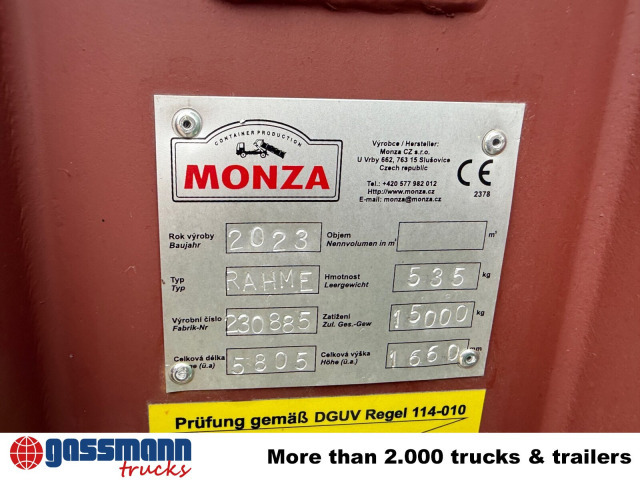 CONTAINER PRODUCTION
MONZA
Výrobce / Hersteller:
Monza CZ s.r.o.
U Vrby 662, 763 15 Slušovice
Czech republic
Tel.: +420 577 982 012
Http://www.monza.cz
E-mail: monza@monza.cz
CE
2378
Rok výroby
Baujahr
2023
Objem
Nennvolumen in m³
m³
Typ
Typ
RAHME
Hmotnost
Leergewicht
535
kg
Výrobní číslo
Fabrik-Nr
230885
Zatížení
Zul. Ges.-Gew
15000
kg
Celková délka
(ü.a)
5805
Celková výška
Höhe (ü.a.)
1660
mm
Prüfung gemäß DGUV Regel 114-010
gassmann
trucks
More than 2.000 trucks & trailers